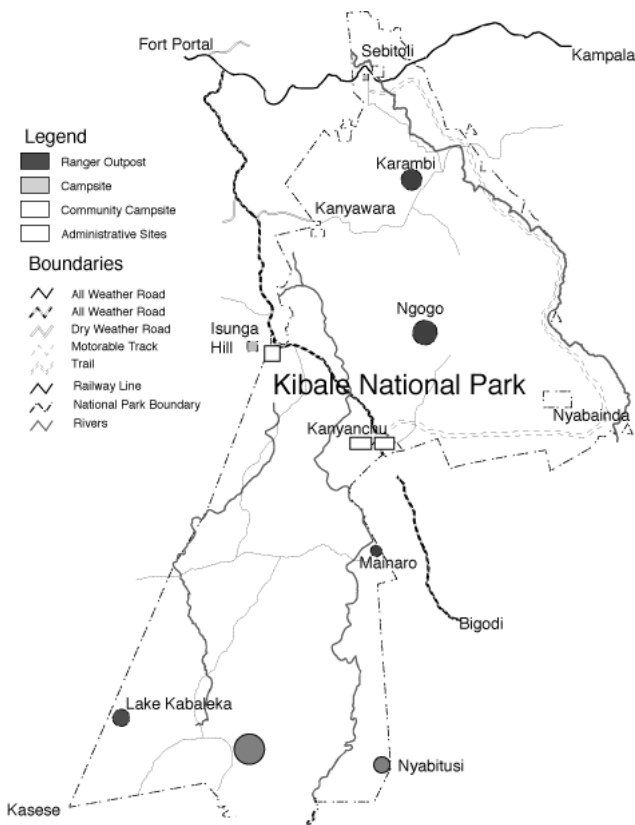 Fort Portal
Sebitoli
Kampala
Legend
Ranger Outpost
Campsite
Community Campsite
Administrative Sites
Karambi
Kanyawara
Boundaries
All Weather Road
All Weather Road
Dry Weather Road
Motorable Track
Trail
Railway Line
National Park Boundary
Rivers
Isunga
Hill
Ngogo
Kibale National Park
Nyabainda
Kanyanchu
Mainaro
Bigodi
Lake Kabaleka
Nyabitusi
Kasese